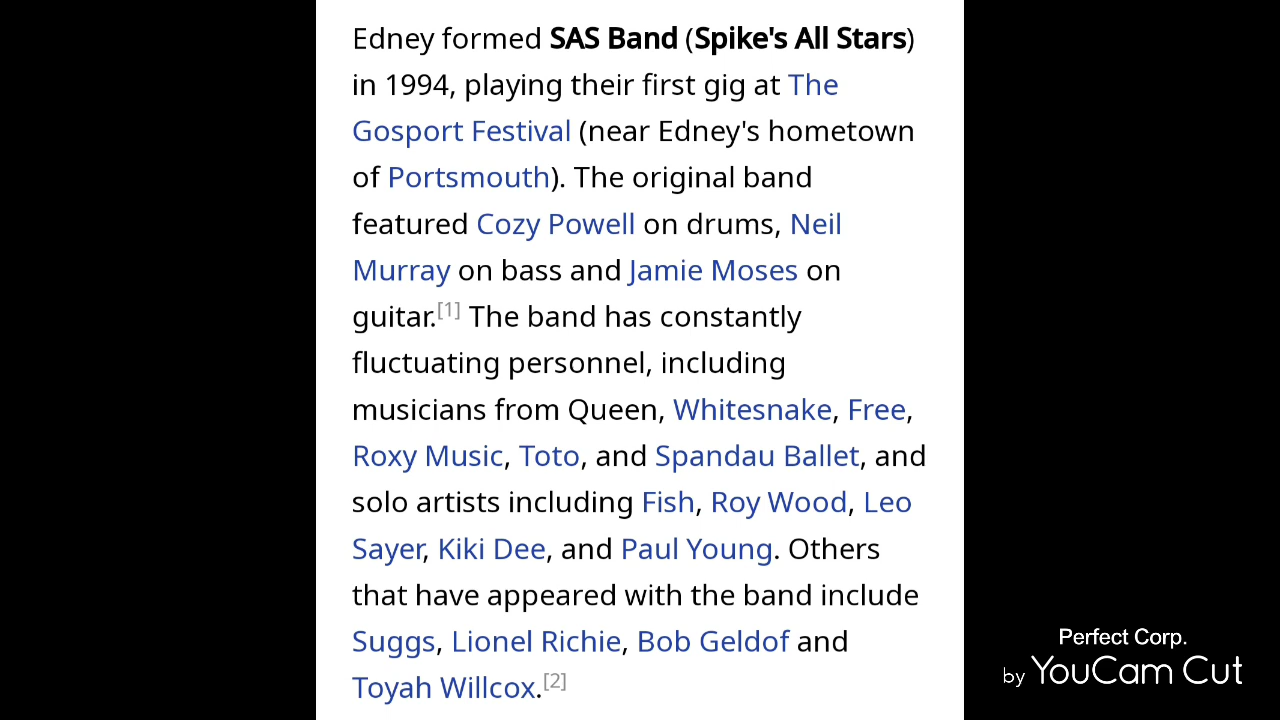 Edney formed SAS Band (Spike's All Stars)
in 1994, playing their first gig at The
Gosport Festival (near Edney's hometown
of Portsmouth). The original band
featured Cozy Powell on drums, Neil
Murray on bass and Jamie Moses on
guitar.[1] The band has constantly
fluctuating personnel, including
musicians from Queen, Whitesnake, Free,
Roxy Music, Toto, and Spandau Ballet, and
solo artists including Fish, Roy Wood, Leo
Sayer, Kiki Dee, and Paul Young. Others
that have appeared with the band include
Suggs, Lionel Richie, Bob Geldof and
Toyah Willcox.[2]
Perfect Corp.
by YouCam Cut